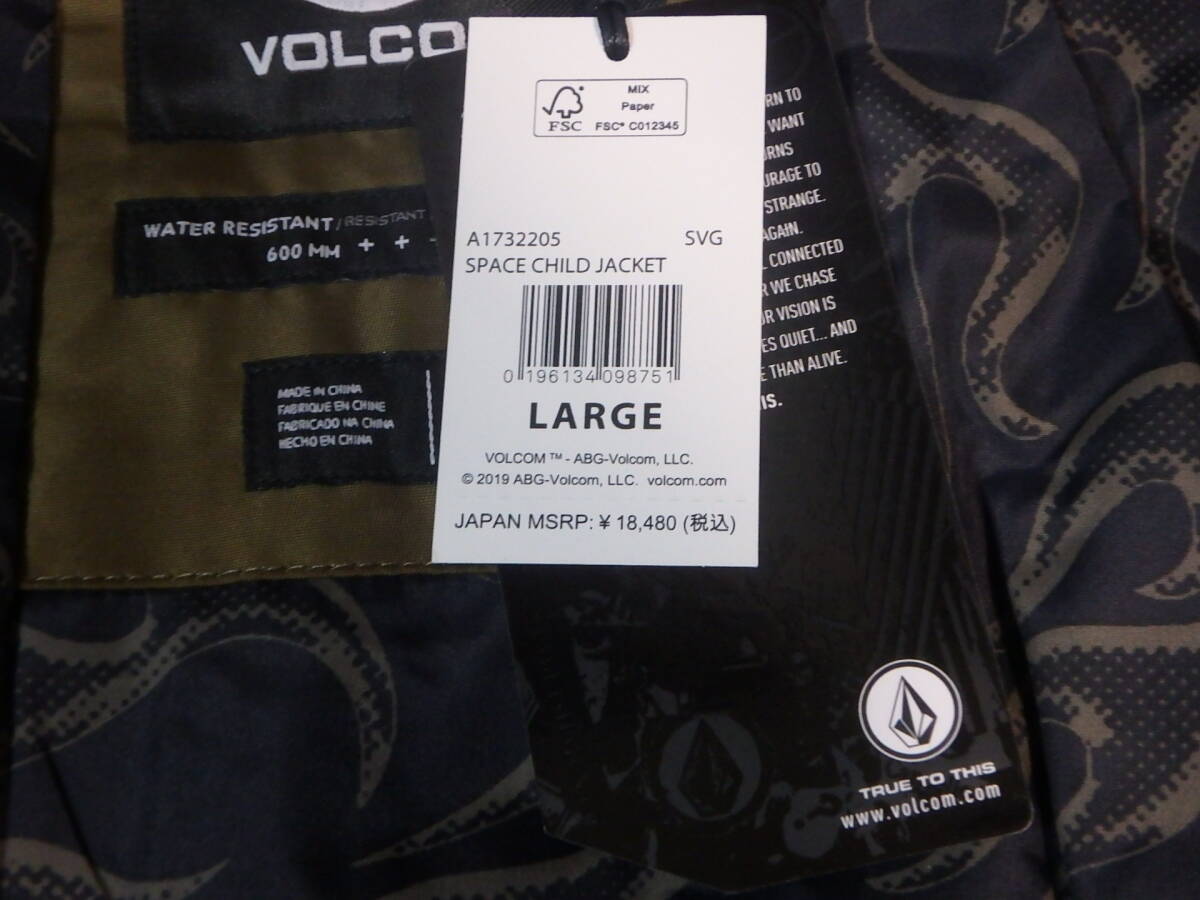 VOLCO
WATER RESISTANT/RESISTANT
600 MM + +
MADE IN CHINA
FABRIQUE EN CHINE
FABRICADO NA CHINA
HECHO EN CHINA
FSC
MIX
Paper
FSC® C012345
A1732205 SVG
SPACE CHILD JACKET
0 196134 098751
LARGE
VOLCOM ™ - ABG-Volcom, LLC.
© 2019 ABG-Volcom, LLC. volcom.com
JAPAN MSRP: ¥ 18,480 (税込)
RN TO
WANT
RNS
URAGE TO
STRANGE.
AGAIN.
CONNECTED
R WE CHASE
R VISION IS
ES QUIET... AND
E THAN ALIVE.
IS.
TRUE TO THIS
www.volcom.com